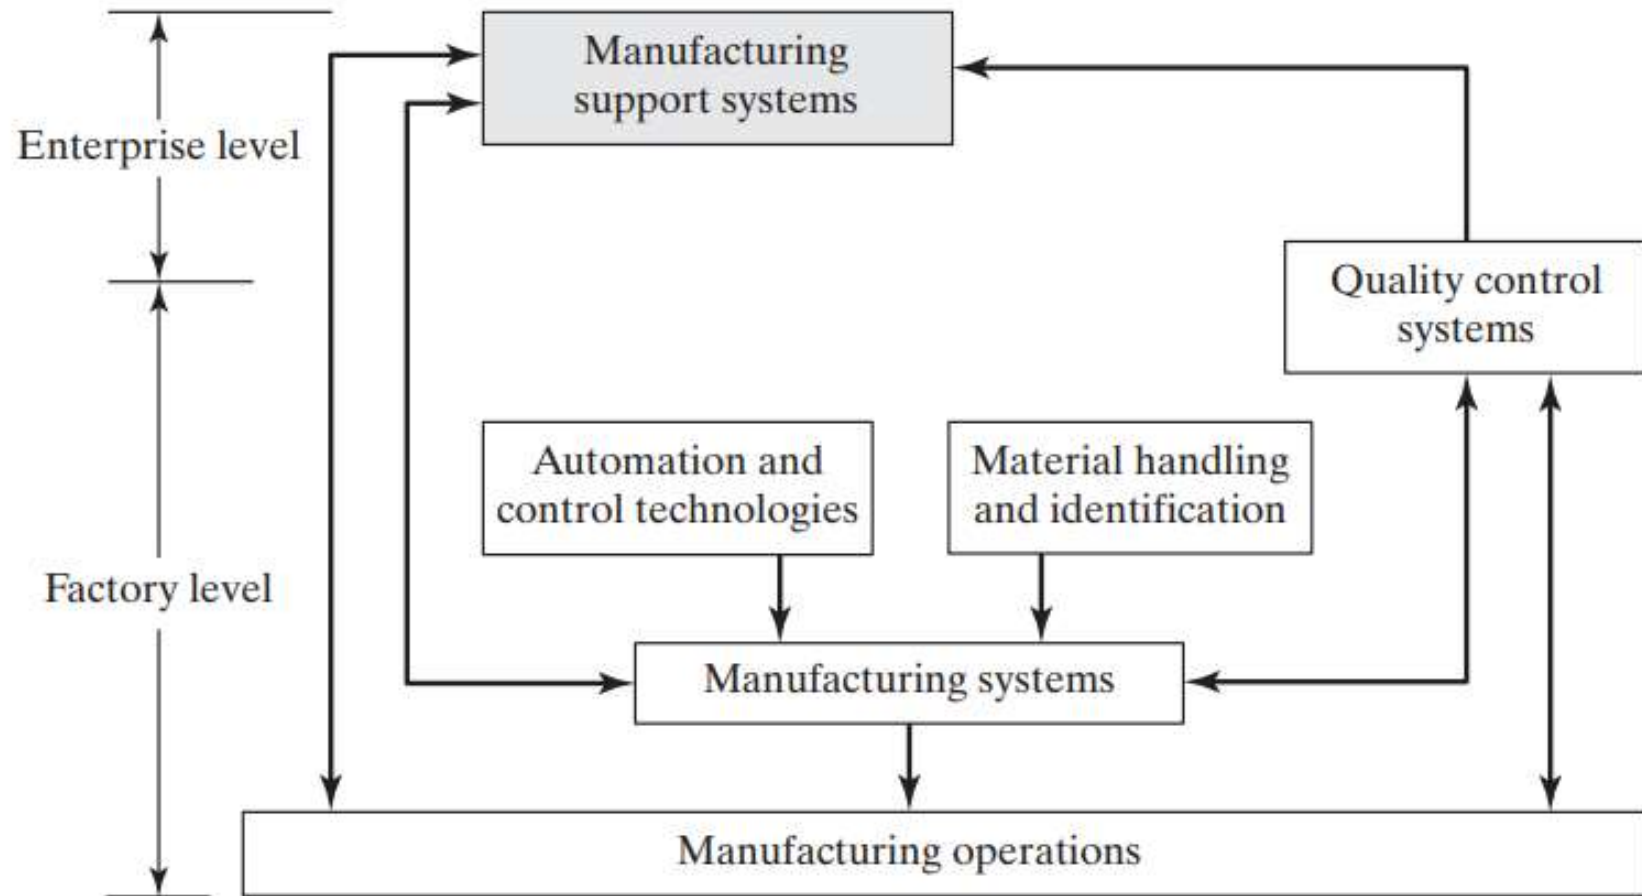 Manufacturing
support systems
Enterprise level
Quality control
systems
Automation and
control technologies
Material handling
and identification
Factory level
Manufacturing systems
Manufacturing operations